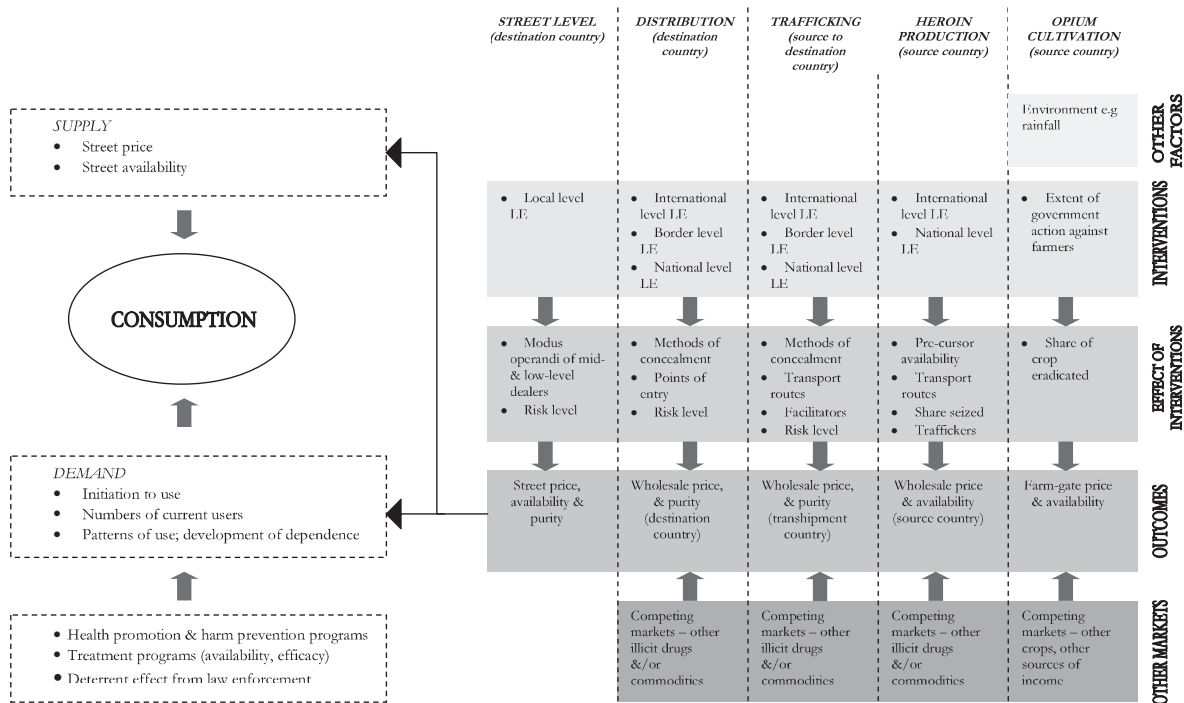 STREET LEVEL
(destination country)
DISTRIBUTION
(destination
country)
TRAFFICKING
(source to
destination
country)
HEROIN
PRODUCTION
(source country)
OPIUM
CULTIVATION
(source country)
Environment e.g
rainfall
OTHER
FACTORS
SUPPLY
• Street price
• Street availability
CONSUMPTION
DEMAND
• Initiation to use
• Numbers of current users
• Patterns of use; development of dependence
• Health promotion & harm prevention programs
• Treatment programs (availability, efficacy)
• Deterrent effect from law enforcement
• Local level
LE
• International
level LE
• Border level
LE
• National level
LE
• International
level LE
• Border level
LE
• National level
LE
• International
level LE
• National level
LE
• Extent of
government
action against
farmers
INTERVENTIONS
• Modus
operandi of mid-
& low-level
dealers
• Risk level
• Methods of
concealment
• Points of
entry
• Risk level
• Methods of
concealment
• Transport
routes
• Facilitators
• Risk level
• Pre-cursor
availability
• Transport
routes
• Share seized
• Traffickers
• Share of
crop
eradicated
EFFECT OF
INTERVENTIONS
Street price,
availability &
purity
Wholesale price,
& purity
(destination
country)
Wholesale price,
& purity
(transhipment
country)
Wholesale price
& availability
(source country)
Farm-gate price
& availability
OUTCOMES
Competing
markets – other
illicit drugs
&/or
commodities
Competing
markets – other
illicit drugs
&/or
commodities
Competing
markets – other
illicit drugs
&/or
commodities
Competing
markets – other
crops, other
sources of
income
OTHER MARKETS